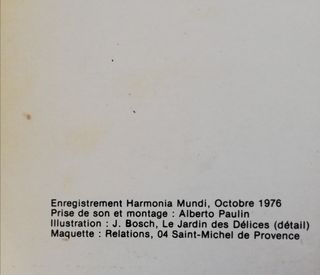 Enregistrement Harmonia Mundi, Octobre 1976
Prise de son et montage : Alberto Paulin
Illustration : J. Bosch, Le Jardin des Délices (détail)
Maquette : Relations, 04 Saint-Michel de Provence